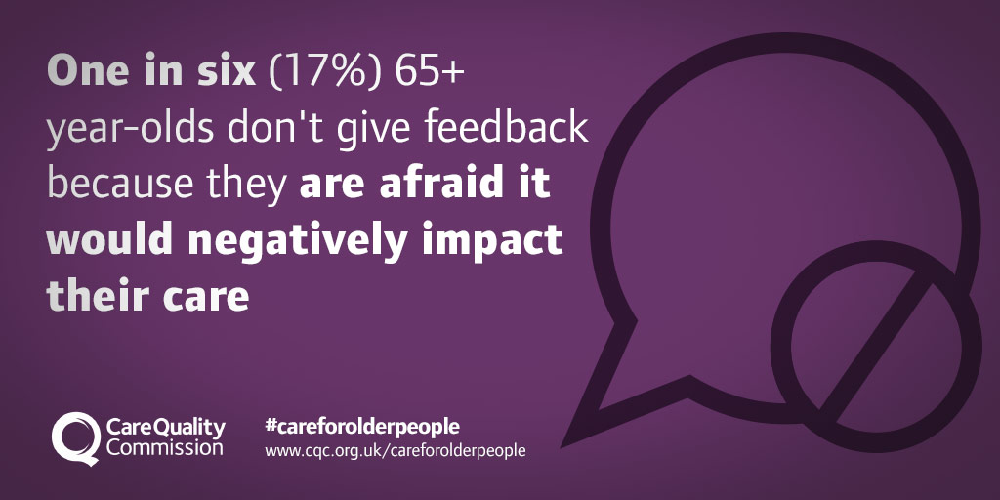 One in six (17%) 65+
year-olds don't give feedback
because they are afraid it
would negatively impact
their care
CareQuality
Commission
#careforolderpeople
www.cqc.org.uk/careforolderpeople